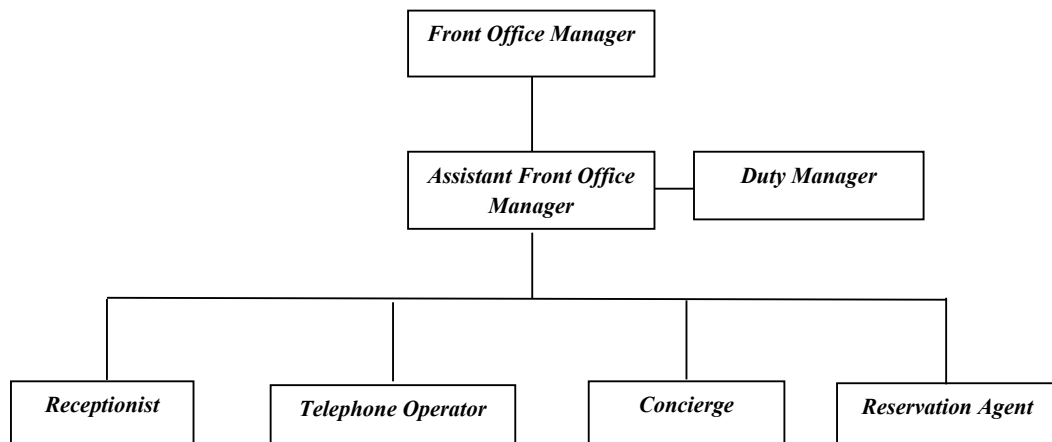 Front Office Manager
Assistant Front Office
Manager
Duty Manager
Receptionist
Telephone Operator
Concierge
Reservation Agent